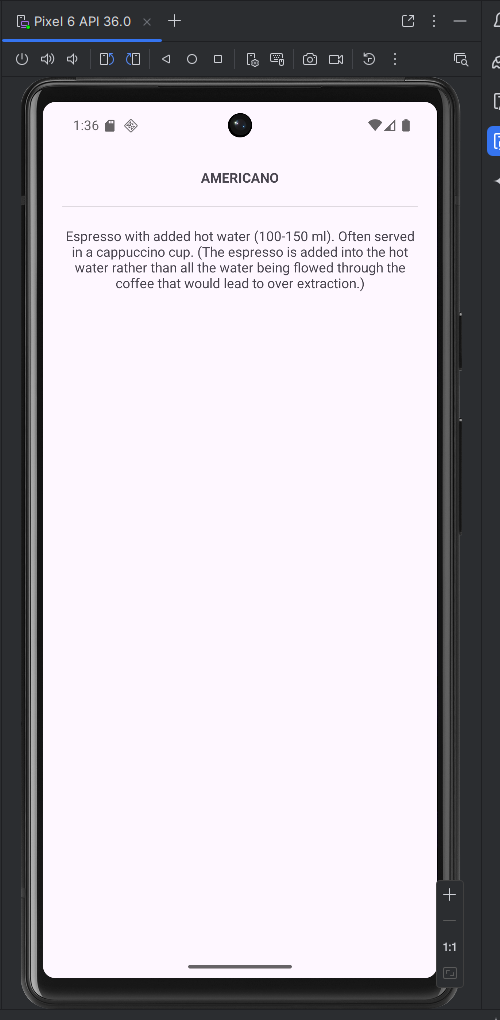 Pixel 6 API 36.0
1:36
AMERICANO
Espresso with added hot water (100-150 ml). Often served
in a cappuccino cup. (The espresso is added into the hot
water rather than all the water being flowed through the
coffee that would lead to over extraction.)
1:1